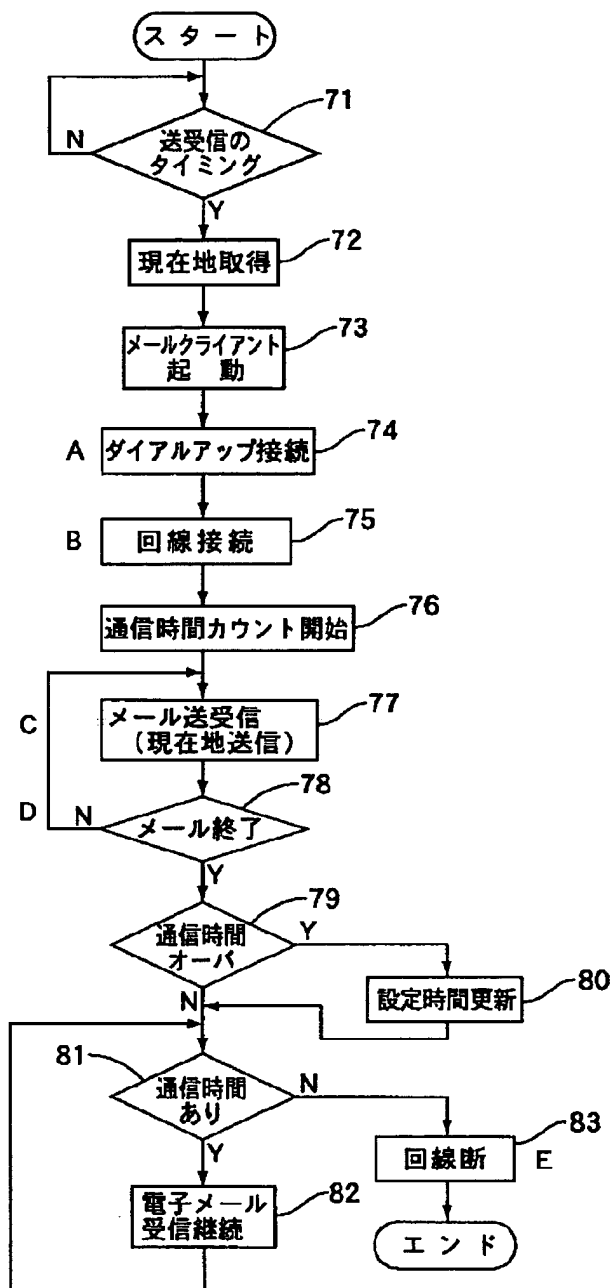 スタート
71
N
送受信の
タイミング
Y
72
現在地取得
73
メールクライアント
起動
74
A
ダイアルアップ接続
75
B
回線接続
76
通信時間カウント開始
77
C
メール送受信
(現在地送信)
78
D
N
メール終了
Y
79
通信時間
オーバ
Y
N
80
設定時間更新
81
通信時間
あり
N
Y
83
回線断
E
82
電子メール
受信継続
エンド